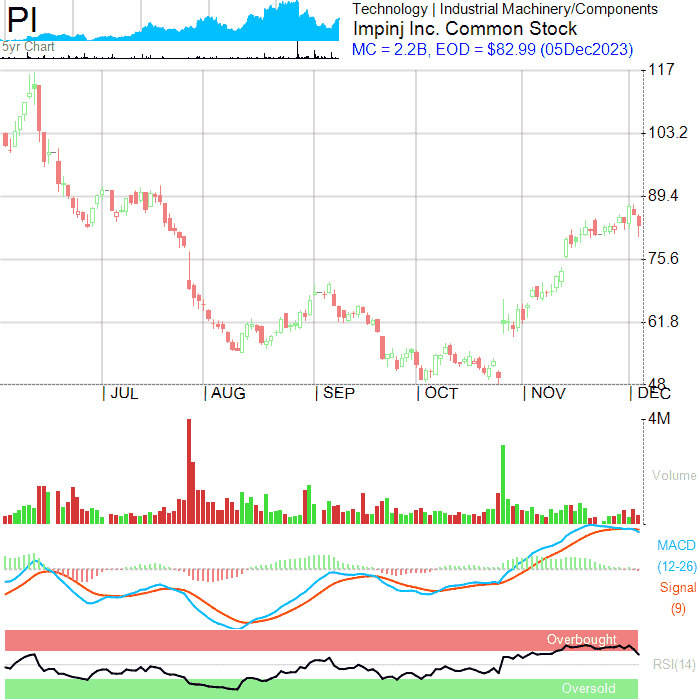 PI
5yr Chart
Technology | Industrial Machinery/Components
Impinj Inc. Common Stock
MC = 2.2B, EOD = $82.99 (05Dec2023)
117
103.2
89.4
75.6
61.8
48
| JUL | AUG | SEP | OCT | NOV | DEC
4M
Volume
MACD
(12-26)
Signal
(9)
Overbought
RSI(14)
Oversold